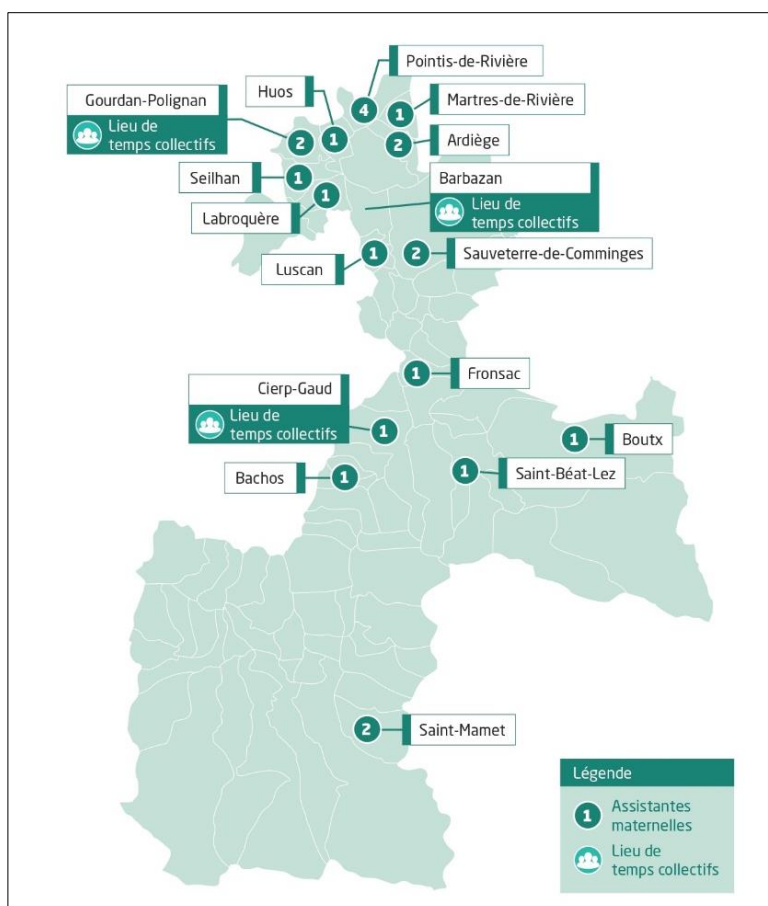 Pointis-de-Rivière
4
Huos
1
Martres-de-Rivière
1
Gourdan-Polignan
Lieu de
temps collectifs
2
Ardiège
2
Seilhan
1
Barbazan
Lieu de
temps collectifs
Labroquère
1
Luscan
1
Sauveterre-de-Comminges
2
Fronsac
1
Cierp-Gaud
Lieu de
temps collectifs
1
Boutx
1
Bachos
1
Saint-Béat-Lez
1
Saint-Mamet
2
Légende
1
Assistantes
maternelles
Lieu de
temps collectifs